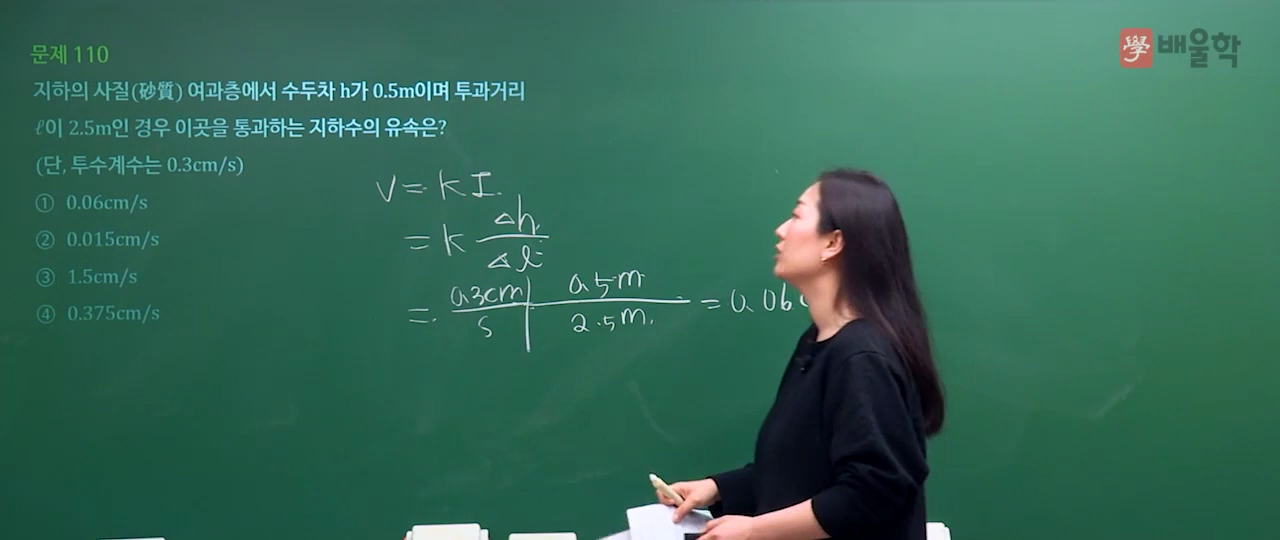 學 배울학
문제 110
지하의 사질(砂質) 여과층에서 수두차 h가 0.5m이며 투과거리
ℓ이 2.5m인 경우 이곳을 통과하는 지하수의 유속은?
(단, 투수계수는 0.3cm/s)
① 0.06cm/s
② 0.015cm/s
③ 1.5cm/s
④ 0.375cm/s
V = K I
= K Δh / Δℓ
= 0.3cm / s | 0.5m / 2.5m = 0.06